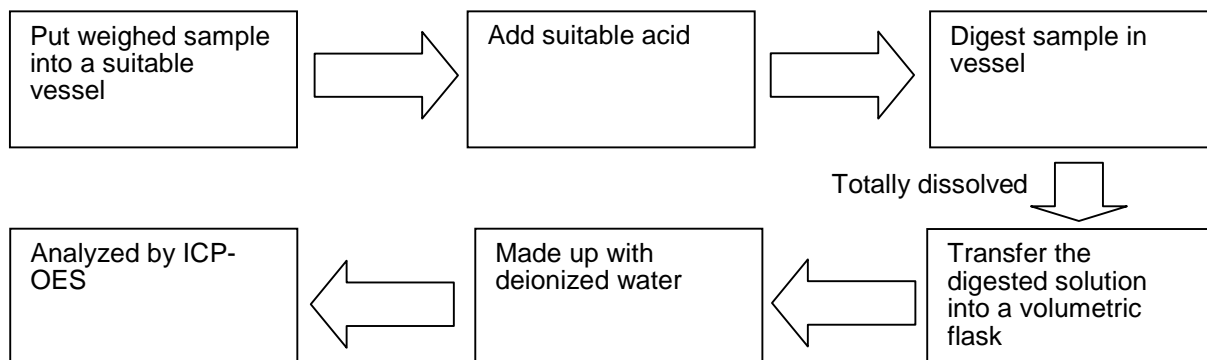 Put weighed sample
into a suitable
vessel
Add suitable acid
Digest sample in
vessel
Totally dissolved
Transfer the
digested solution
into a volumetric
flask
Made up with
deionized water
Analyzed by ICP-
OES